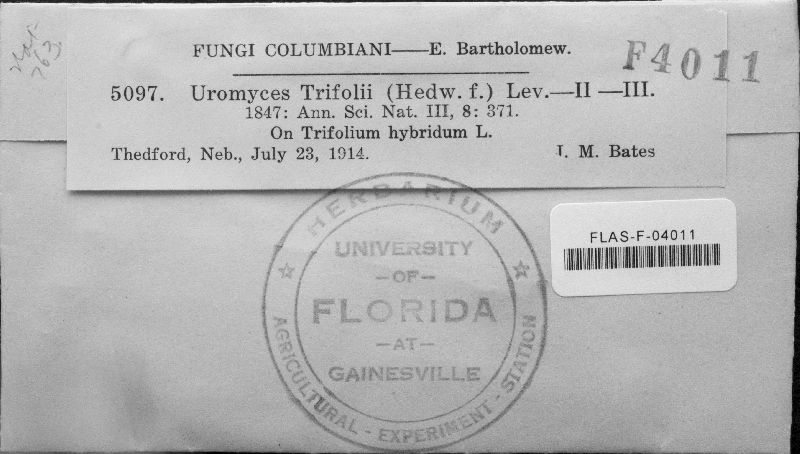 FUNGI COLUMBIANI—E. Bartholomew.
F4011
5097. Uromyces Trifolii (Hedw. f.) Lev.—II —III.
1847: Ann. Sci. Nat. III, 8: 371.
On Trifolium hybridum L.
Thedford, Neb., July 23, 1914. J. M. Bates
HERBARIUM
UNIVERSITY
—OF—
FLORIDA
—AT—
GAINESVILLE
AGRICULTURAL - EXPERIMENT - STATION
FLAS-F-04011